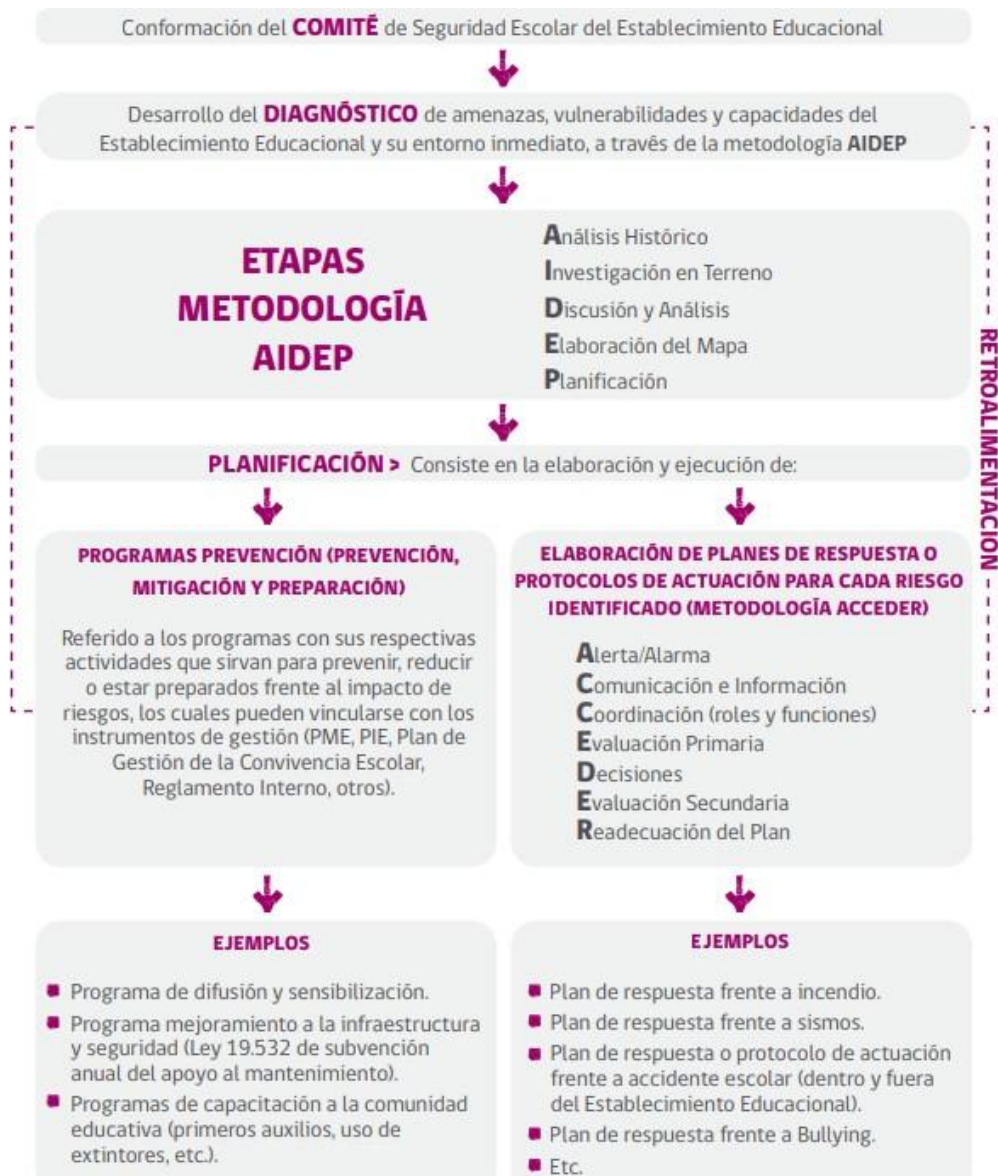 Conformación del COMITÉ de Seguridad Escolar del Establecimiento Educacional
Desarrollo del DIAGNÓSTICO de amenazas, vulnerabilidades y capacidades del
Establecimiento Educacional y su entorno inmediato, a través de la metodología AIDEP
ETAPAS
METODOLOGÍA
AIDEP
Análisis Histórico
Investigación en Terreno
Discusión y Análisis
Elaboración del Mapa
Planificación
RETROALIMENTACIÓN
PLANIFICACIÓN > Consiste en la elaboración y ejecución de:
PROGRAMAS PREVENCIÓN (PREVENCIÓN,
MITIGACIÓN Y PREPARACIÓN)
Referido a los programas con sus respectivas
actividades que sirvan para prevenir, reducir
o estar preparados frente al impacto de
riesgos, los cuales pueden vincularse con los
instrumentos de gestión (PME, PIE, Plan de
Gestión de la Convivencia Escolar,
Reglamento Interno, otros).
ELABORACIÓN DE PLANES DE RESPUESTA O
PROTOCOLOS DE ACTUACIÓN PARA CADA RIESGO
IDENTIFICADO (METODOLOGÍA ACCEDER)
Alerta/Alarma
Comunicación e Información
Coordinación (roles y funciones)
Evaluación Primaria
Decisiones
Evaluación Secundaria
Readecuación del Plan
EJEMPLOS
Programa de difusión y sensibilización.
Programa mejoramiento a la infraestructura
y seguridad (Ley 19.532 de subvención
anual del apoyo al mantenimiento).
Programas de capacitación a la comunidad
educativa (primeros auxilios, uso de
extintores, etc.).
EJEMPLOS
Plan de respuesta frente a incendio.
Plan de respuesta frente a sismos.
Plan de respuesta o protocolo de actuación
frente a accidente escolar (dentro y fuera
del Establecimiento Educacional).
Plan de respuesta frente a Bullying.
Etc.